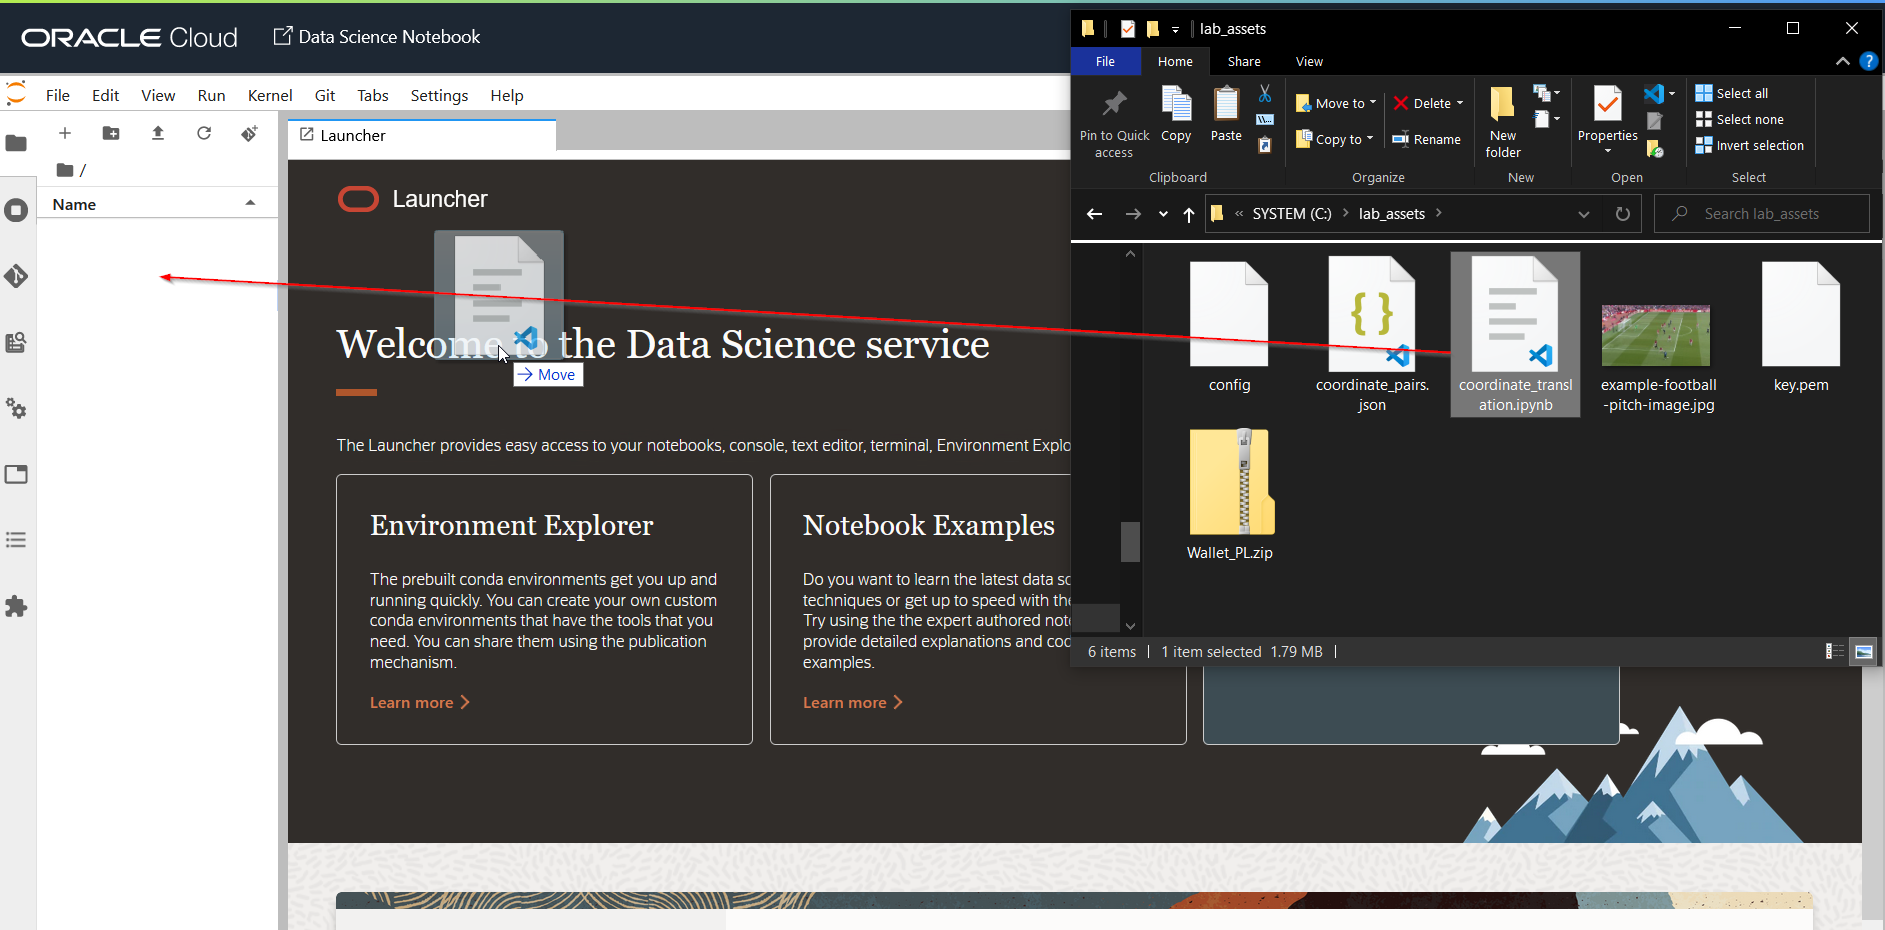 ORACLE Cloud
Data Science Notebook
File Edit View Run Kernel Git Tabs Settings Help
/
Name
Launcher
Launcher
Welcome to the Data Science service
Move
The Launcher provides easy access to your notebooks, console, text editor, terminal, Environment Explo
Environment Explorer
The prebuilt conda environments get you up and
running quickly. You can create your own custom
conda environments that have the tools that you
need. You can share them using the publication
mechanism.
Learn more
Notebook Examples
Do you want to learn the latest data sc
techniques or get up to speed with the
Try using the the expert authored not
provide detailed explanations and cod
examples.
Learn more
lab_assets
File Home Share View
Pin to Quick
access
Copy
Paste
Clipboard
Move to
Copy to
Delete
Rename
Organize
New
folder
New
Properties
Open
Select all
Select none
Invert selection
Select
« SYSTEM (C:) lab_assets
Search lab_assets
config
coordinate_pairs.
json
coordinate_transl
ation.ipynb
example-football
-pitch-image.jpg
key.pem
Wallet_PL.zip
6 items 1 item selected 1.79 MB